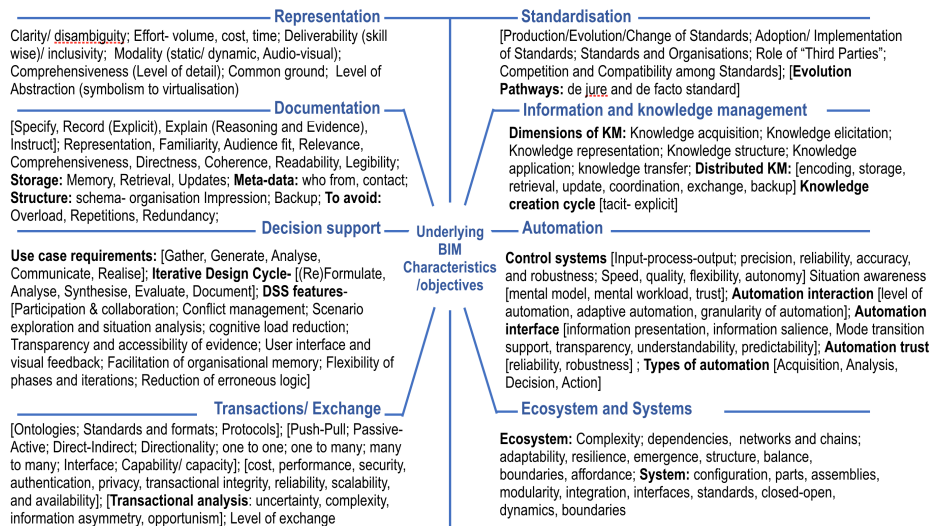 Representation
Clarity/ disambiguity; Effort- volume, cost, time; Deliverability (skill
wise)/ inclusivity;  Modality (static/ dynamic, Audio-visual);
Comprehensiveness (Level of detail); Common ground;  Level of
Abstraction (symbolism to virtualisation)
Documentation
[Specify, Record (Explicit), Explain (Reasoning and Evidence),
Instruct]; Representation, Familiarity, Audience fit, Relevance,
Comprehensiveness, Directness, Coherence, Readability, Legibility;
Storage: Memory, Retrieval, Updates; Meta-data: who from, contact;
Structure: schema- organisation Impression; Backup; To avoid:
Overload, Repetitions, Redundancy;
Decision support
Use case requirements: [Gather, Generate, Analyse,
Communicate, Realise]; Iterative Design Cycle- [(Re)Formulate,
Analyse, Synthesise, Evaluate, Document]; DSS features-
[Participation & collaboration; Conflict management; Scenario
exploration and situation analysis; cognitive load reduction;
Transparency and accessibility of evidence; User interface and
visual feedback; Facilitation of organisational memory; Flexibility of
phases and iterations; Reduction of erroneous logic]
Transactions/ Exchange
[Ontologies; Standards and formats; Protocols]; [Push-Pull; Passive-
Active; Direct-Indirect; Directionality; one to one; one to many; many
to many; Interface; Capability/ capacity]; [cost, performance, security,
authentication, privacy, transactional integrity, reliability, scalability,
and availability]; [Transactional analysis: uncertainty, complexity,
information asymmetry, opportunism]; Level of exchange
Underlying
BIM
Characteristics
/objectives
Standardisation
[Production/Evolution/Change of Standards; Adoption/ Implementation
of Standards; Standards and Organisations; Role of “Third Parties”;
Competition and Compatibility among Standards]; [Evolution
Pathways: de jure and de facto standard]
Information and knowledge management
Dimensions of KM: Knowledge acquisition; Knowledge elicitation;
Knowledge representation; Knowledge structure; Knowledge
application; knowledge transfer; Distributed KM: [encoding, storage,
retrieval, update, coordination, exchange, backup] Knowledge
creation cycle [tacit- explicit]
Automation
Control systems [Input-process-output; precision, reliability, accuracy,
and robustness; Speed, quality, flexibility, autonomy] Situation awareness
[mental model, mental workload, trust]; Automation interaction [level of
automation, adaptive automation, granularity of automation]; Automation
interface [information presentation, information salience, Mode transition
support, transparency, understandability, predictability]; Automation trust
[reliability, robustness] ; Types of automation [Acquisition, Analysis,
Decision, Action]
Ecosystem and Systems
Ecosystem: Complexity; dependencies,  networks and chains;
adaptability, resilience, emergence, structure, balance,
boundaries, affordance; System: configuration, parts, assemblies,
modularity, integration, interfaces, standards, closed-open,
dynamics, boundaries